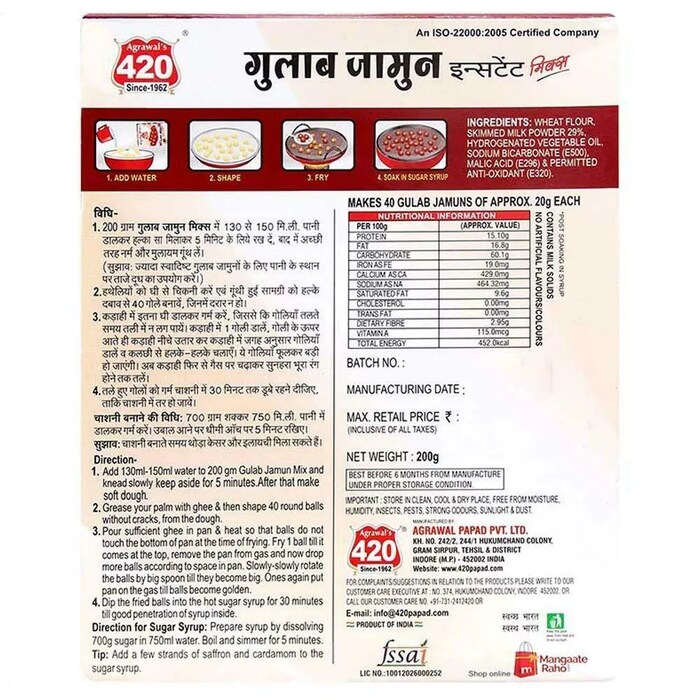 An ISO-22000:2005 Certified Company
Agrawal's
420
Since-1962
गुलाब जामुन इन्सटेंट मिक्स
1. ADD WATER
2. SHAPE
3. FRY
4. SOAK IN SUGAR SYRUP
INGREDIENTS: WHEAT FLOUR,
SKIMMED MILK POWDER 29%,
HYDROGENATED VEGETABLE OIL,
SODIUM BICARBONATE (E500),
MALIC ACID (E296) & PERMITTED
ANTI-OXIDANT (E320).
विधि-
1. 200 ग्राम गुलाब जामुन मिक्स में 130 से 150 मि.ली. पानी
डालकर हल्का सा मिलाकर 5 मिनिट के लिये रख दें, बाद में अच्छी
तरह नर्म और मुलायम गूंथ लें।
(सुझाव: ज्यादा स्वादिष्ट गुलाब जामुनों के लिए पानी के स्थान
पर ताजे दूध का उपयोग करें।)
2. हथेलियों को घी से चिकनी करें एवं गूंथी हुई सामग्री को हल्के
दबाव से 40 गोले बनावें, जिनमें दरार न हो।
3. कड़ाही में इतना घी डालकर गर्म करें, जिससे कि गोलियाँ तलते
समय तली में न लग पायें। कड़ाही में 1 गोली डालें, गोली के ऊपर
आते ही कड़ाही नीचे उतार कर कड़ाही में जगह अनुसार गोलियाँ
डालें व कलछी से हल्के-हल्के चलाएँ। ये गोलियाँ फूलकर बड़ी
हो जाएंगी। अब कड़ाही फिर से गैस पर चढ़ाकर सुनहरा भूरा रंग
होने तक तलें।
4. तले हुए गोलों को गर्म चाशनी में 30 मिनट तक डूबे रहने दीजिए,
ताकि चाशनी में तर हो जावें।
चाशनी बनाने की विधि: 700 ग्राम शक्कर 750 मि.ली. पानी में
डालकर गर्म करें। उबाल आने पर धीमी आँच पर 5 मिनट रखिए।
सुझाव: चाशनी बनाते समय थोड़ा केसर और इलायची मिला सकते हैं।
Direction-
1. Add 130ml-150ml water to 200 gm Gulab Jamun Mix and
knead slowly keep aside for 5 minutes.After that make
soft dough.
2. Grease your palm with ghee & then shape 40 round balls
without cracks, from the dough.
3. Pour sufficient ghee in pan & heat so that balls do not
touch the bottom of pan at the time of frying. Fry 1 ball till it
comes at the top, remove the pan from gas and now drop
more balls according to space in pan. Slowly-slowly rotate
the balls by big spoon till they become big. Ones again put
pan on the gas till balls become golden.
4. Dip the fried balls into the hot sugar syrup for 30 minutes
till good penetration of syrup inside.
Direction for Sugar Syrup: Prepare syrup by dissolving
700g sugar in 750ml water. Boil and simmer for 5 minutes.
Tip: Add a few strands of saffron and cardamom to the
sugar syrup.
MAKES 40 GULAB JAMUNS OF APPROX. 20g EACH
NUTRITIONAL INFORMATION
PER 100g (APPROX. VALUE)
PROTEIN 15.10g
FAT 16.8g
CARBOHYDRATE 60.1g
IRON AS FE 19.0mg
CALCIUM AS CA 429.0mg
SODIUM AS NA 464.32mg
SATURATED FAT 9.6g
CHOLESTEROL 0.00mg
TRANS FAT 0.00mg
DIETARY FIBRE 2.95g
VITAMIN A 115.0mcg
TOTAL ENERGY 452.0kcal
*POST SOAKING IN SYRUP
CONTAINS MILK SOLIDS
NO ARTIFICIAL FLAVOURS/COLOURS
BATCH NO. :
MANUFACTURING DATE :
MAX. RETAIL PRICE ₹ :
(INCLUSIVE OF ALL TAXES)
NET WEIGHT : 200g
BEST BEFORE 6 MONTHS FROM MANUFACTURE
UNDER PROPER STORAGE CONDITION.
IMPORTANT : STORE IN CLEAN, COOL & DRY PLACE, FREE FROM MOISTURE,
HUMIDITY, INSECTS, PESTS, STRONG ODOURS, SUNLIGHT & DUST.
Agrawal's
420
Since-1962
MANUFACTURED BY
AGRAWAL PAPAD PVT. LTD.
KH. NO. 242/2, 244/1 HUKUMCHAND COLONY,
GRAM SIRPUR, TEHSIL & DISTRICT
INDORE (M.P.) - 452002 INDIA
Website: www.420papad.com
FOR COMPLAINTS/SUGGESTIONS IN RELATION TO THE PRODUCTS PLEASE WRITE TO OUR
CUSTOMER CARE EXECUTIVE AT : NO. 374, HUKUMCHAND COLONY, INDORE 452002. OR
CALL OUR CUSTOMER CARE NO. +91-731-2412420 OR
E-mail: info@420papad.com
PRODUCT OF INDIA
स्वच्छ भारत
स्वस्थ भारत
fssai
LIC NO.:10012026000252
Shop online
m
Mangaate
Raho!